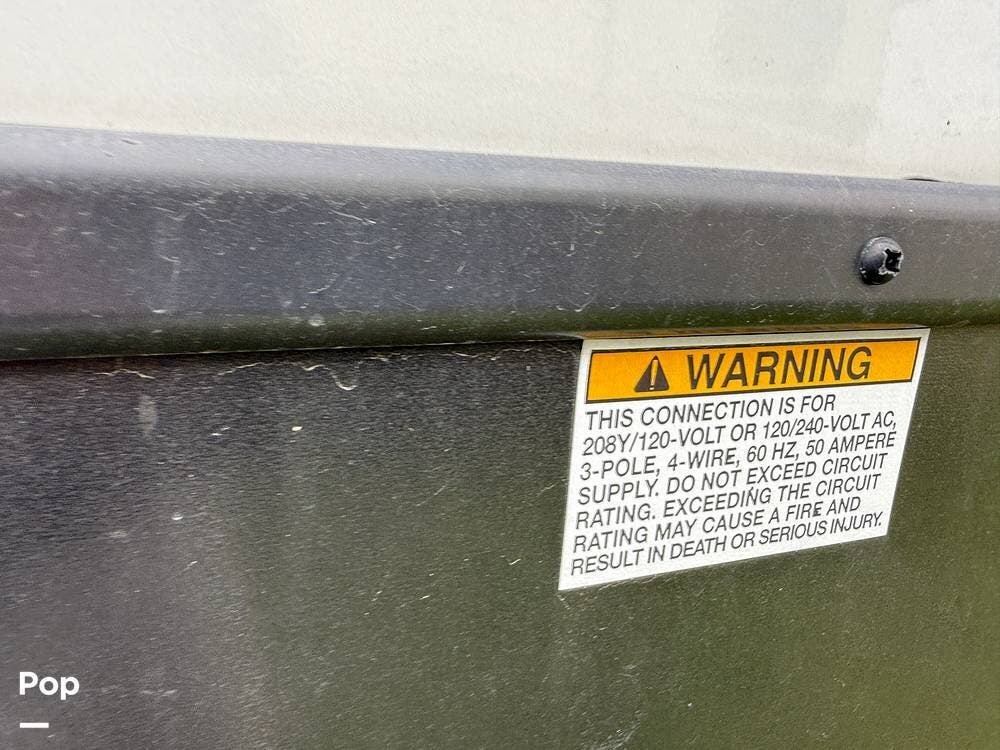 WARNING
THIS CONNECTION IS FOR
208Y/120-VOLT OR 120/240-VOLT AC,
3-POLE, 4-WIRE, 60 HZ, 50 AMPERE
SUPPLY. DO NOT EXCEED CIRCUIT
RATING. EXCEEDING THE CIRCUIT
RATING MAY CAUSE A FIRE AND
RESULT IN DEATH OR SERIOUS INJURY.
Pop